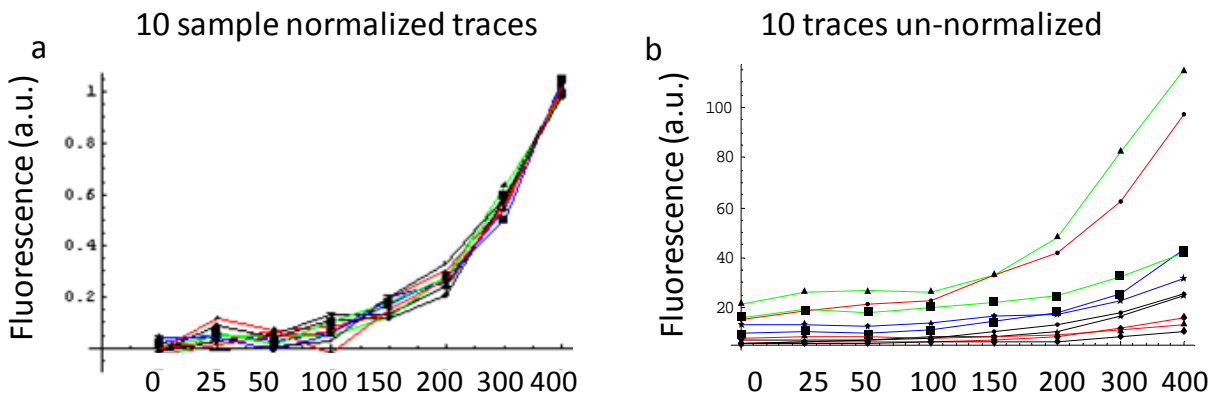 10 sample normalized traces
a
Fluorescence (a.u.)
1
0.8
0.6
0.4
0.2
0 25 50 100 150 200 300 400
10 traces un-normalized
b
Fluorescence (a.u.)
100
80
60
40
20
0 25 50 100 150 200 300 400